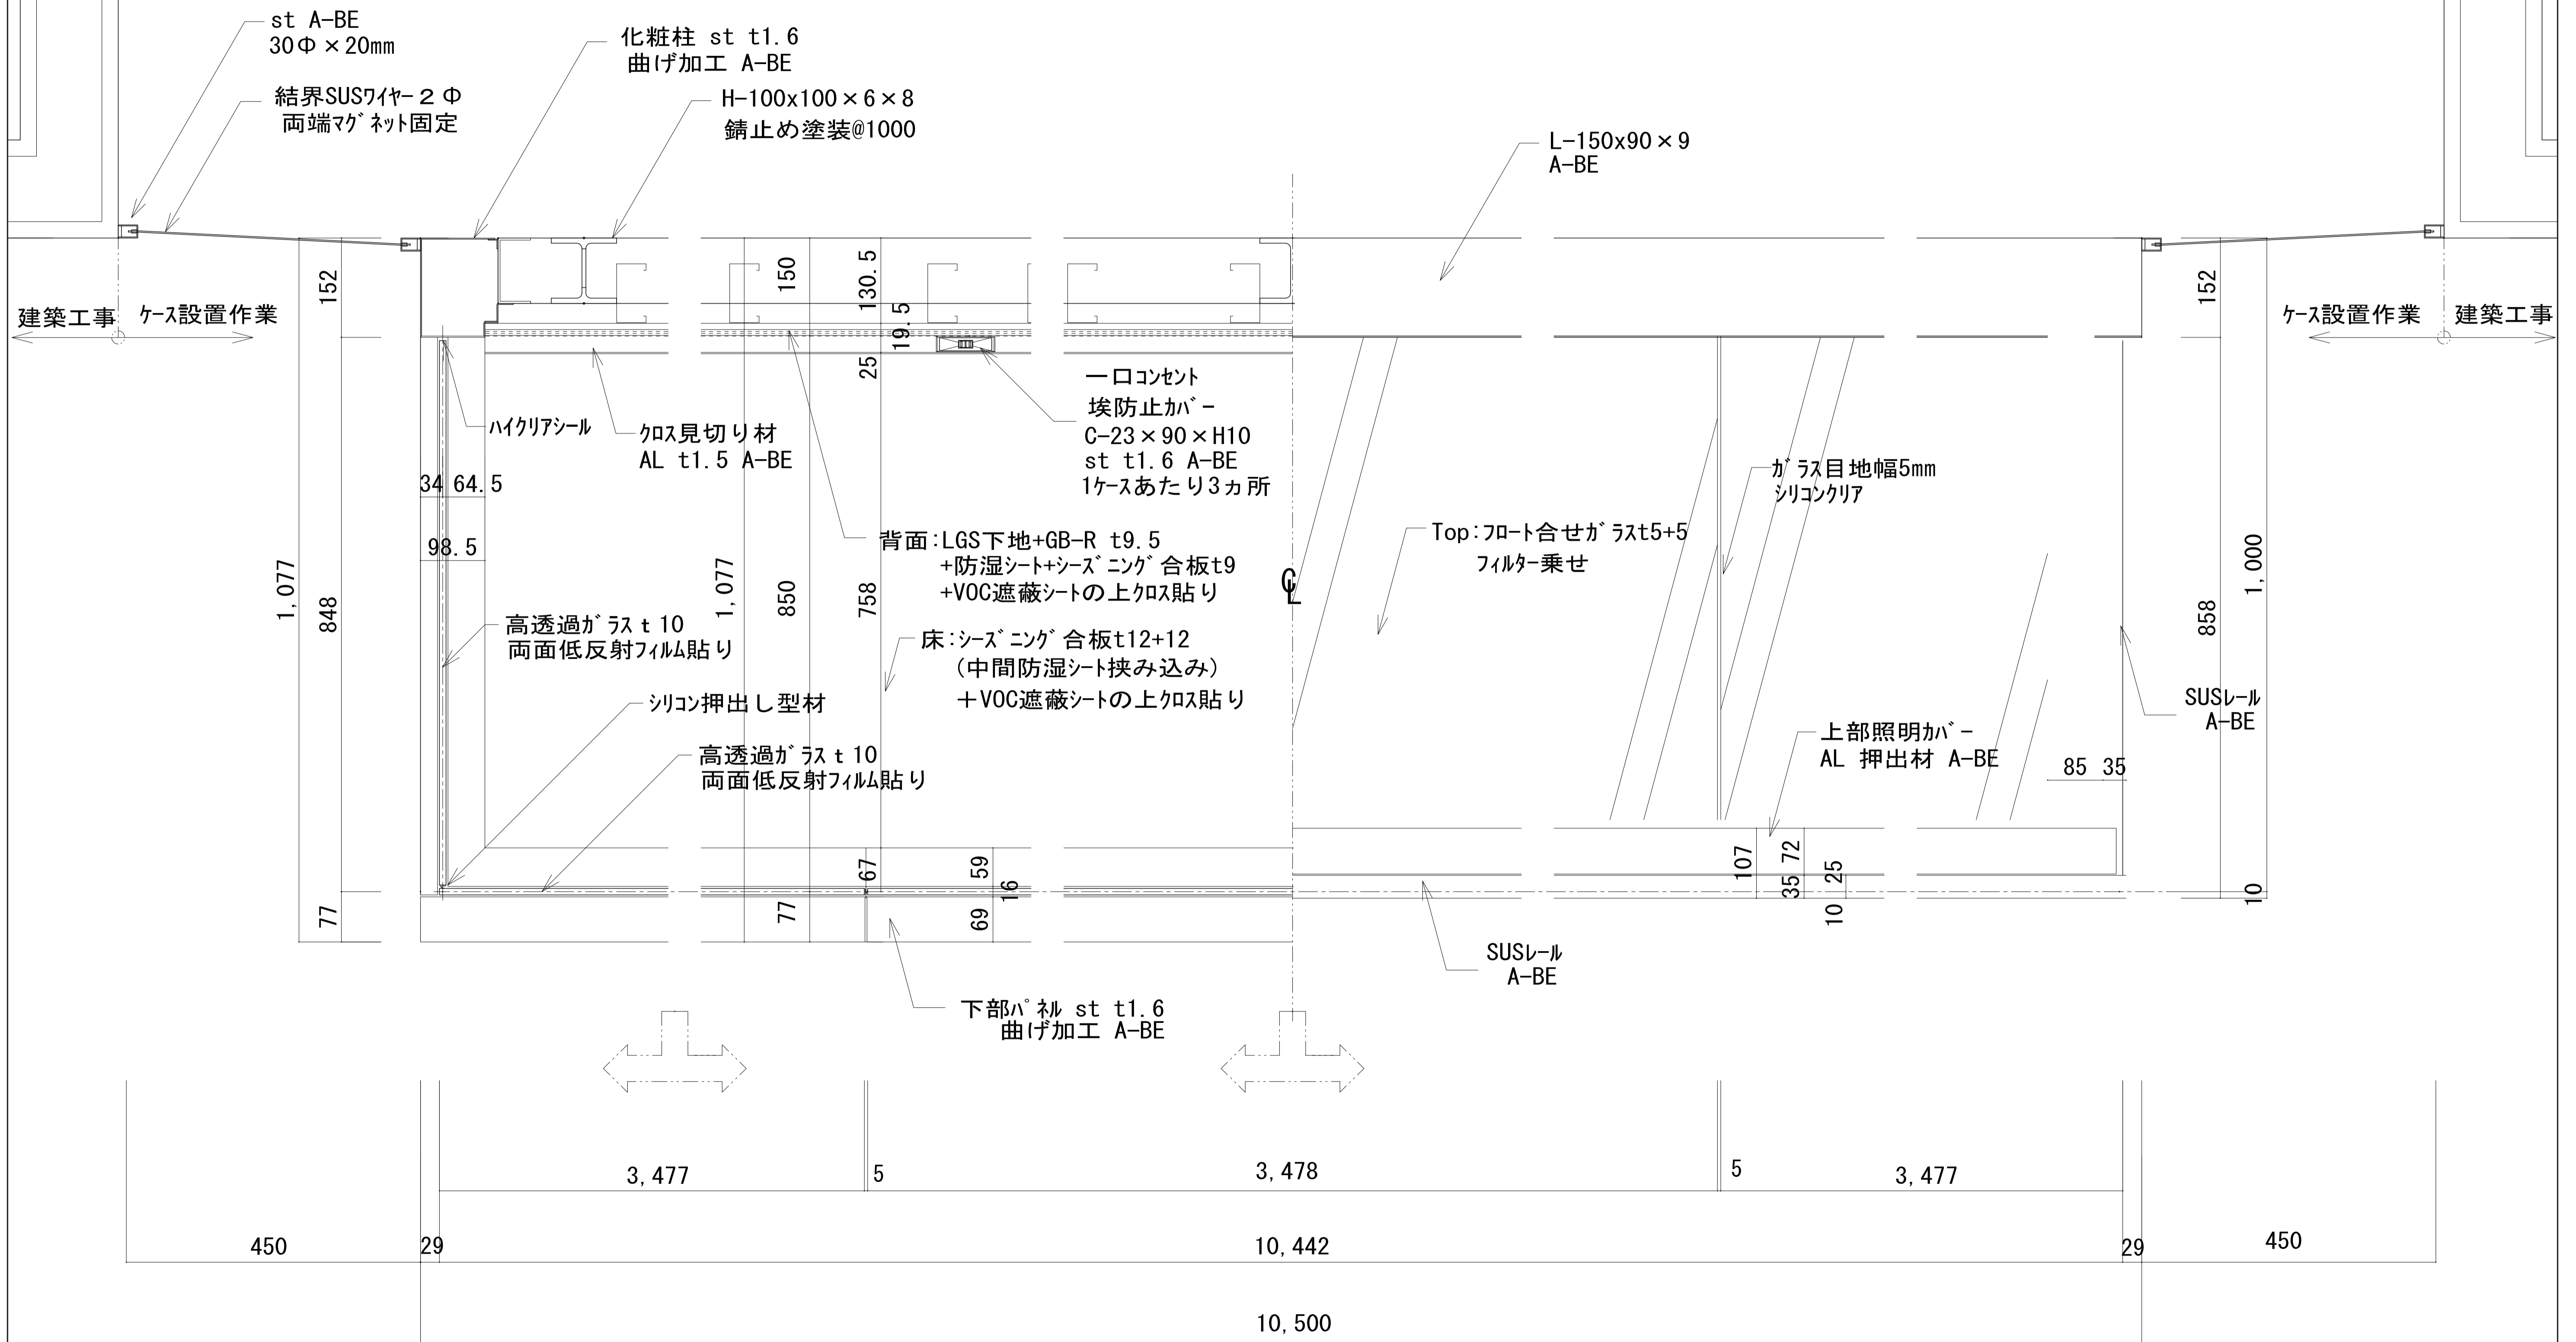 st A-BE
30Φ×20mm
結界SUSﾜｲﾔｰ２Φ
両端ﾏｸﾞﾈｯﾄ固定
化粧柱 st t1.6
曲げ加工 A-BE
H-100x100×6×8
錆止め塗装@1000
L-150x90×9
A-BE
建築工事
ｹｰｽ設置作業
ｹｰｽ設置作業
建築工事
152
150
130.5
19.5
25
152
ﾊｲｸﾘｱｼｰﾙ
ｸﾛｽ見切り材
AL t1.5 A-BE
一口ｺﾝｾﾝﾄ
埃防止ｶﾊﾞｰ
C-23×90×H10
st t1.6 A-BE
1ｹｰｽあたり3ヵ所
34
64.5
98.5
ｶﾞﾗｽ目地幅5mm
ｼﾘｺﾝｸﾘｱ
背面:LGS下地+GB-R t9.5
+防湿ｼｰﾄ+ｼｰｽﾞﾆﾝｸﾞ合板t9
+VOC遮蔽ｼｰﾄの上ｸﾛｽ貼り
Top:ﾌﾛｰﾄ合せｶﾞﾗｽt5+5
ﾌｨﾙﾀｰ乗せ
CL
1,077
848
1,077
850
758
858
1,000
高透過ｶﾞﾗｽｔ10
両面低反射ﾌｨﾙﾑ貼り
床:ｼｰｽﾞﾆﾝｸﾞ合板t12+12
(中間防湿ｼｰﾄ挟み込み)
＋VOC遮蔽ｼｰﾄの上ｸﾛｽ貼り
ｼﾘｺﾝ押出し型材
高透過ｶﾞﾗｽｔ10
両面低反射ﾌｨﾙﾑ貼り
上部照明ｶﾊﾞｰ
AL 押出材 A-BE
SUSﾚｰﾙ
A-BE
85
35
67
59
16
107
72
35
25
10
10
77
77
69
SUSﾚｰﾙ
A-BE
下部ﾊﾟﾈﾙ st t1.6
曲げ加工 A-BE
3,477
5
3,478
5
3,477
450
29
10,442
29
450
10,500